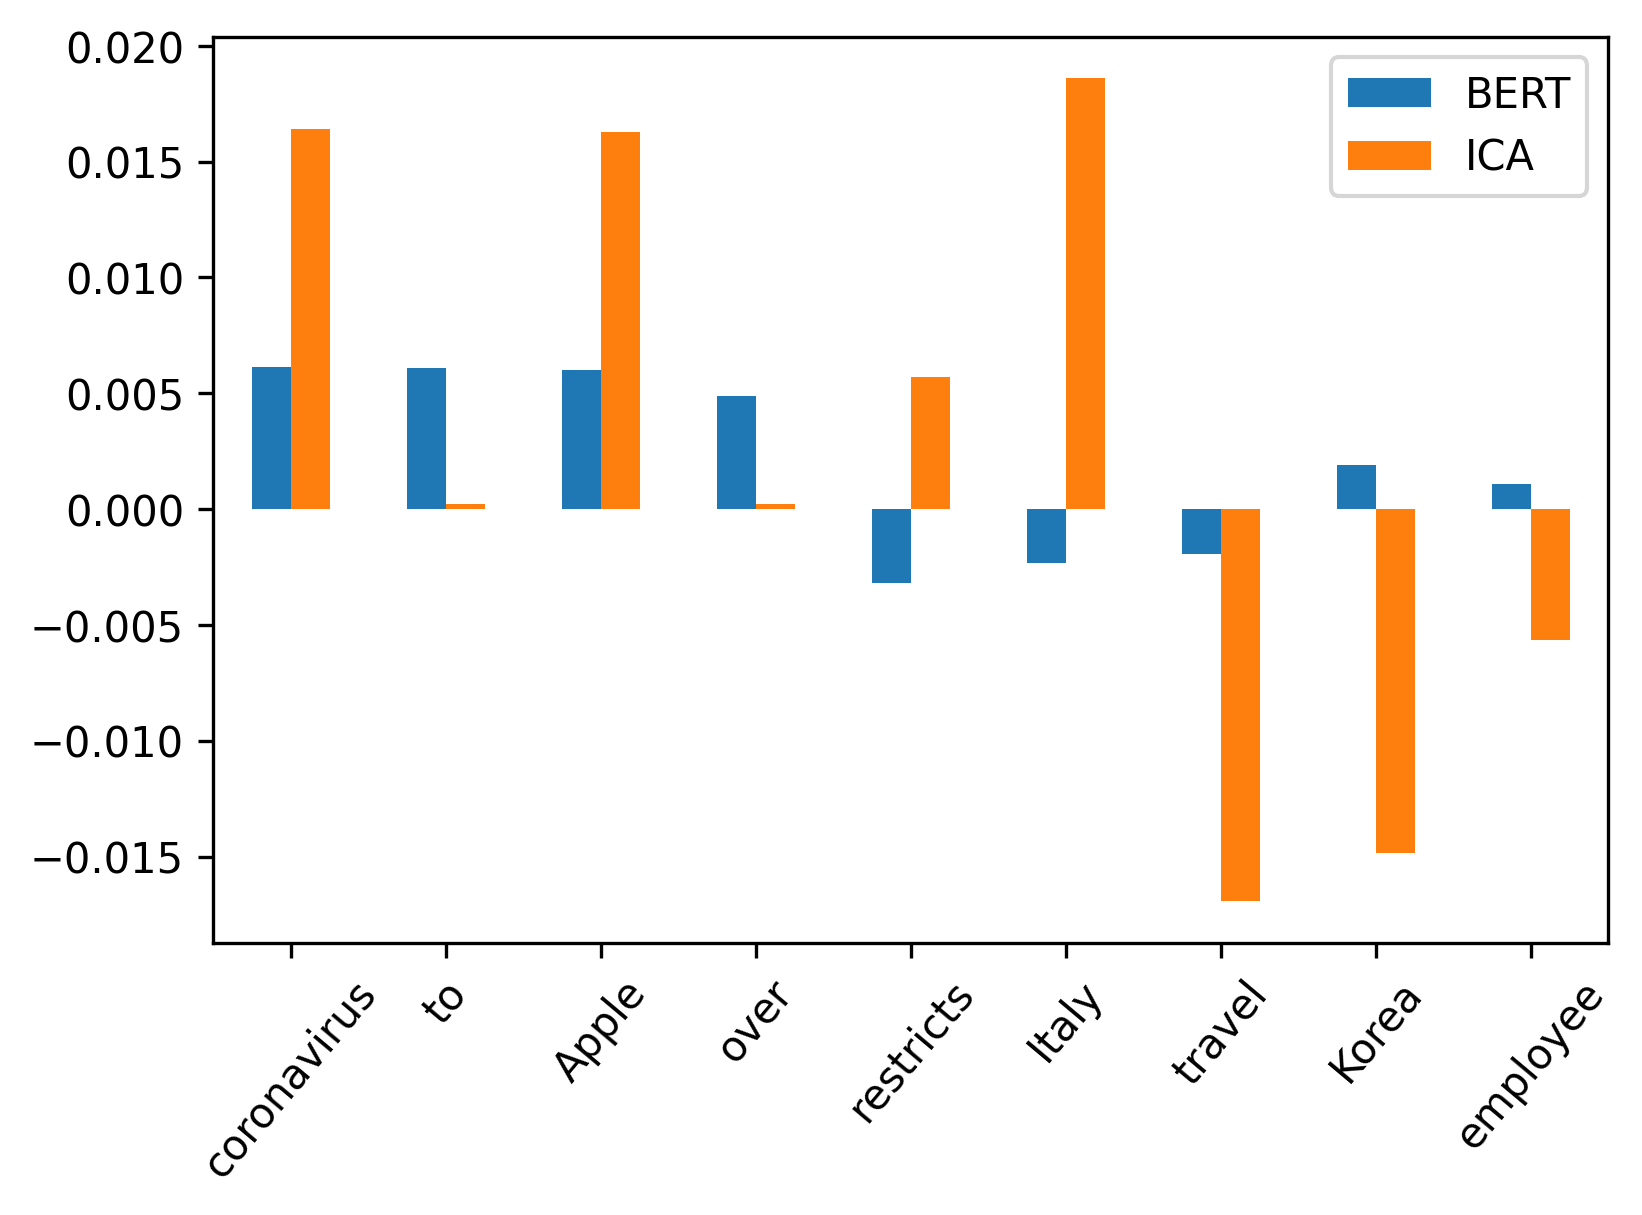 0.020
0.015
0.010
0.005
0.000
−0.005
−0.010
−0.015
BERT
ICA
coronavirus
to
Apple
over
restricts
Italy
travel
Korea
employee